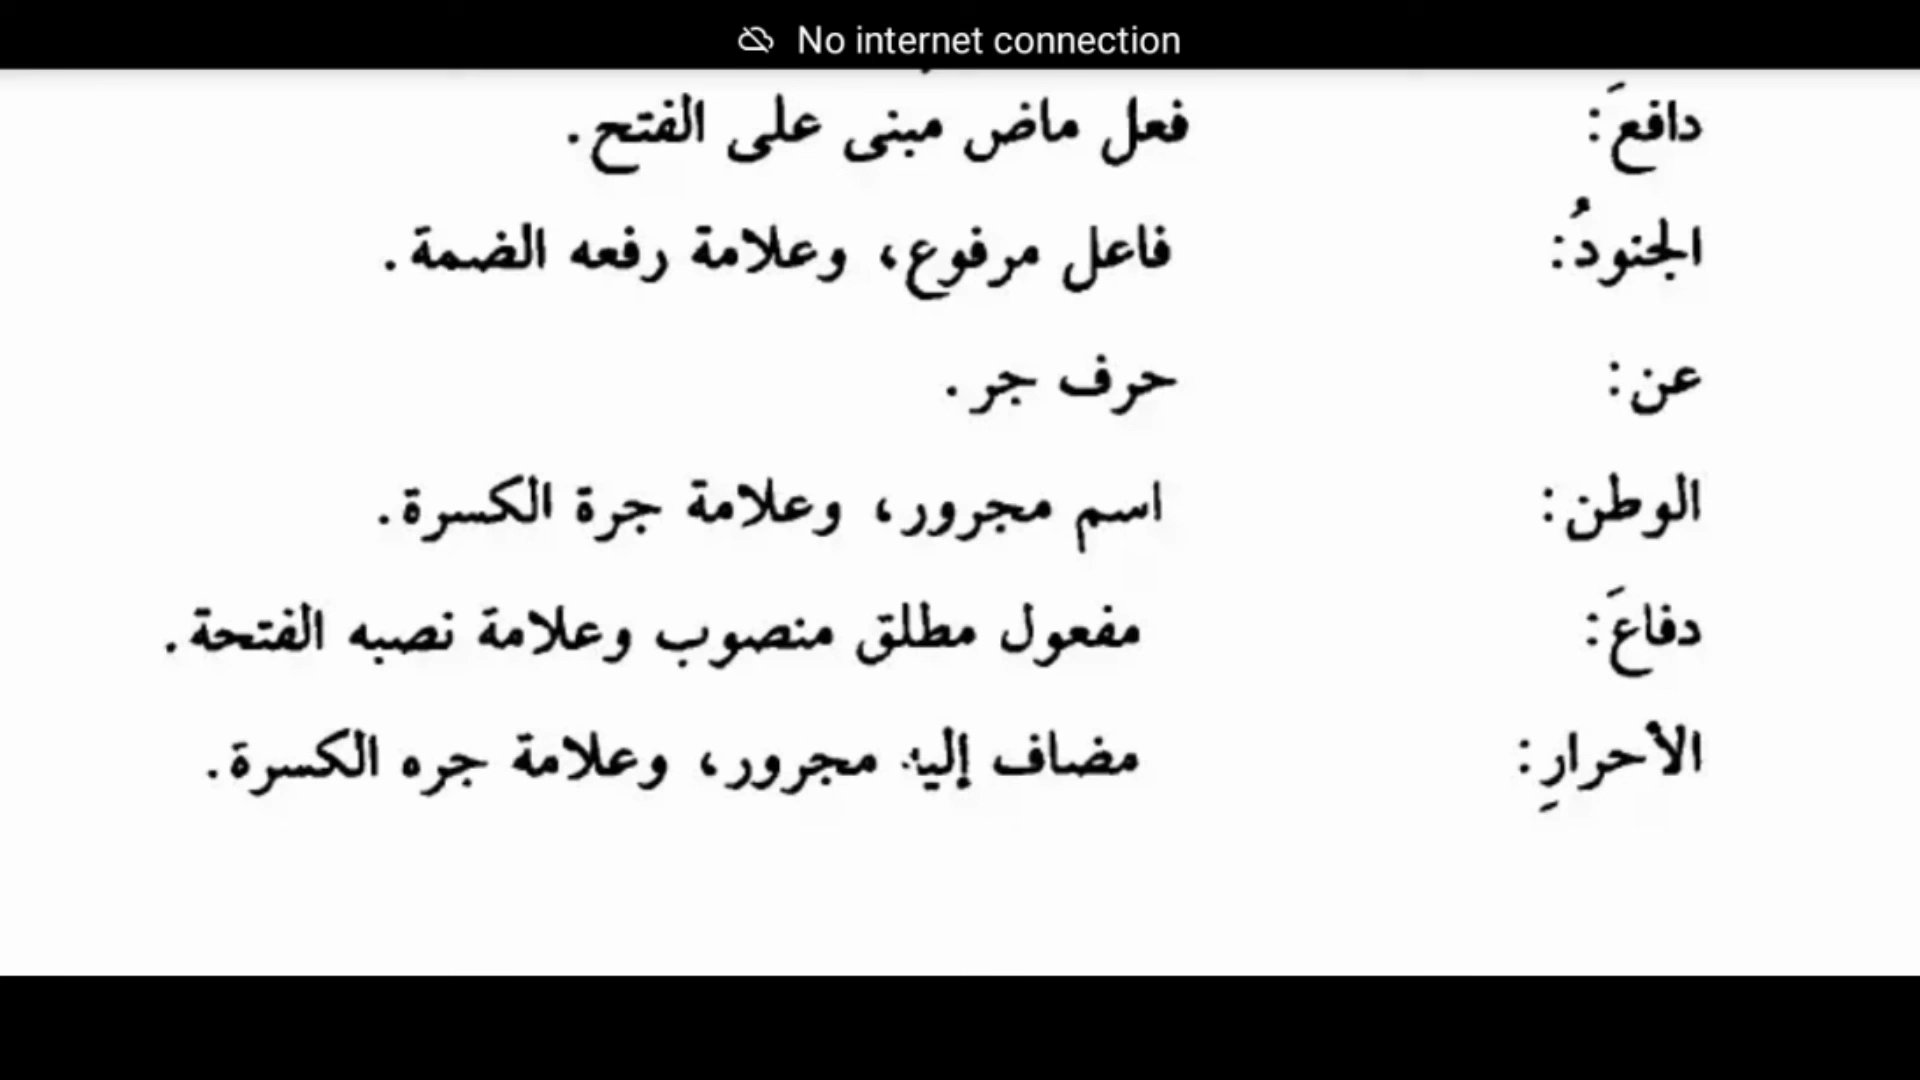 No internet connection
دافعَ: فعل ماض مبنى على الفتح.
الجنودُ: فاعل مرفوع، وعلامة رفعه الضمة.
عن: حرف جر.
الوطن: اسم مجرور، وعلامة جرة الكسرة.
دفاعَ: مفعول مطلق منصوب وعلامة نصبه الفتحة.
الأحرارِ: مضاف إليه مجرور، وعلامة جره الكسرة.